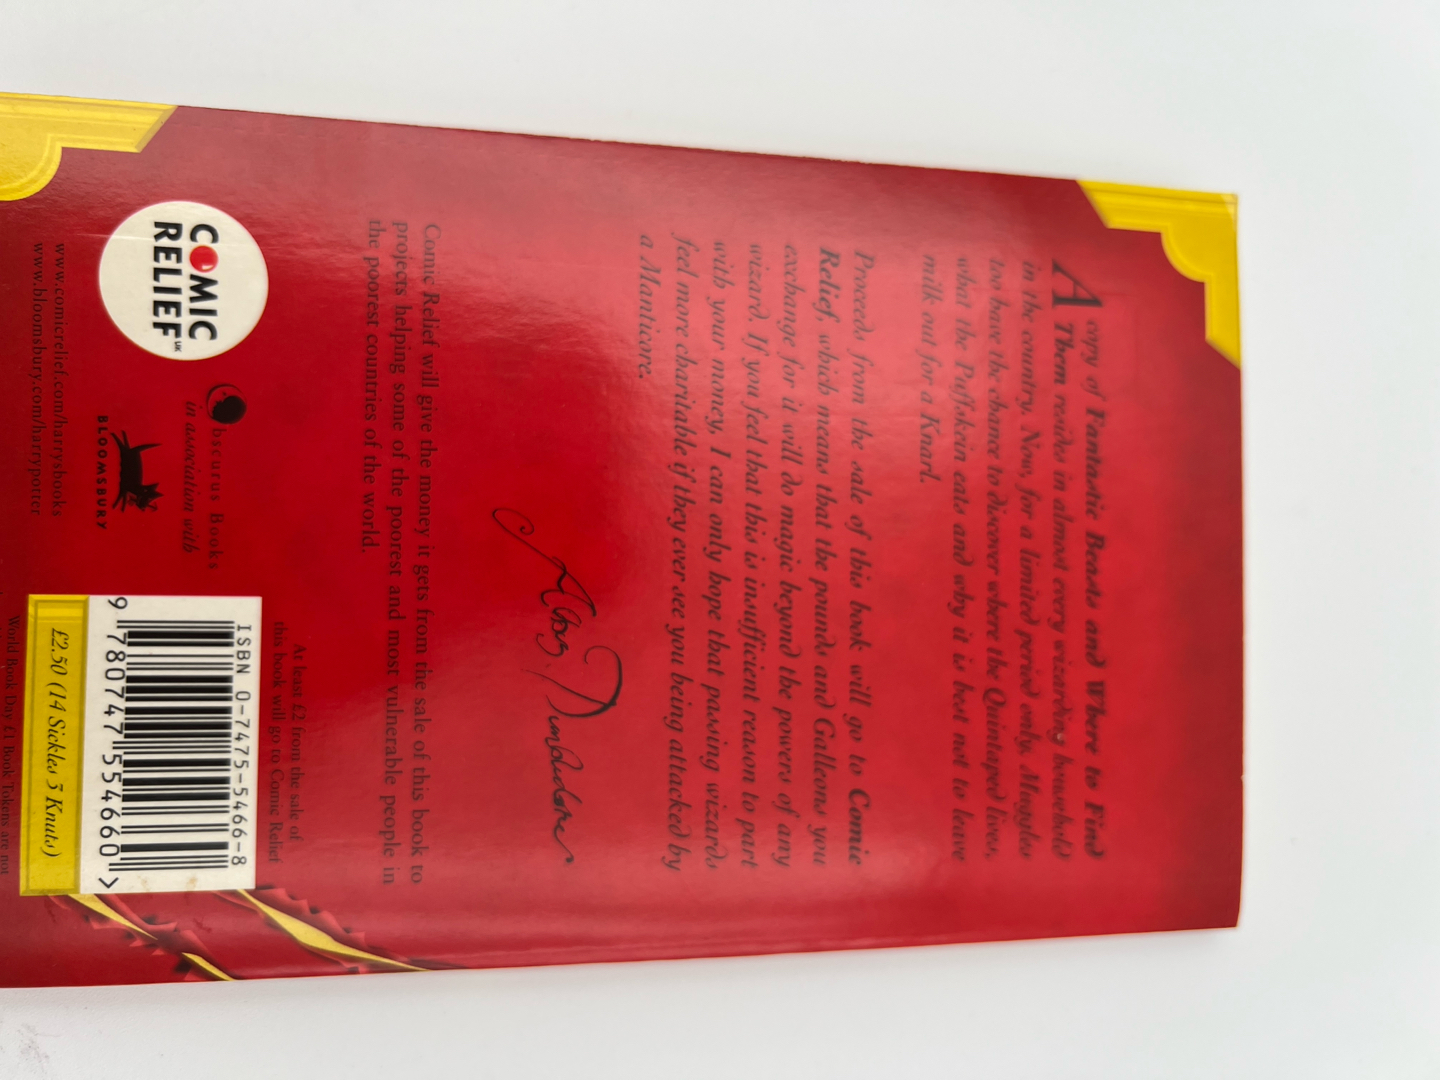 A copy of Fantastic Beasts and Where to Find
Them resides in almost every wizarding household
in the country. Now, for a limited period only, Muggles
too have the chance to discover where the Quintaped lives,
what the Puffskein eats and why it is best not to leave
milk out for a Knarl.
Proceeds from the sale of this book will go to Comic
Relief, which means that the pounds and Galleons you
exchange for it will do magic beyond the powers of any
wizard. If you feel that this is insufficient reason to part
with your money, I can only hope that passing wizards
feel more charitable if they ever see you being attacked by
a Manticore.
Albus Dumbledore
Comic Relief will give the money it gets from the sale of this book to
projects helping some of the poorest and most vulnerable people in
the poorest countries of the world.
At least £2 from the sale of
this book will go to Comic Relief
COMIC
RELIEF UK
Obscurus Books
in association with
BLOOMSBURY
www.comicrelief.com/harrysbooks
www.bloomsbury.com/harrypotter
ISBN 0-7475-5466-8
9 780747 554660 >
£2.50 (14 Sickles 3 Knuts)
World Book Day £1 Book Tokens are not